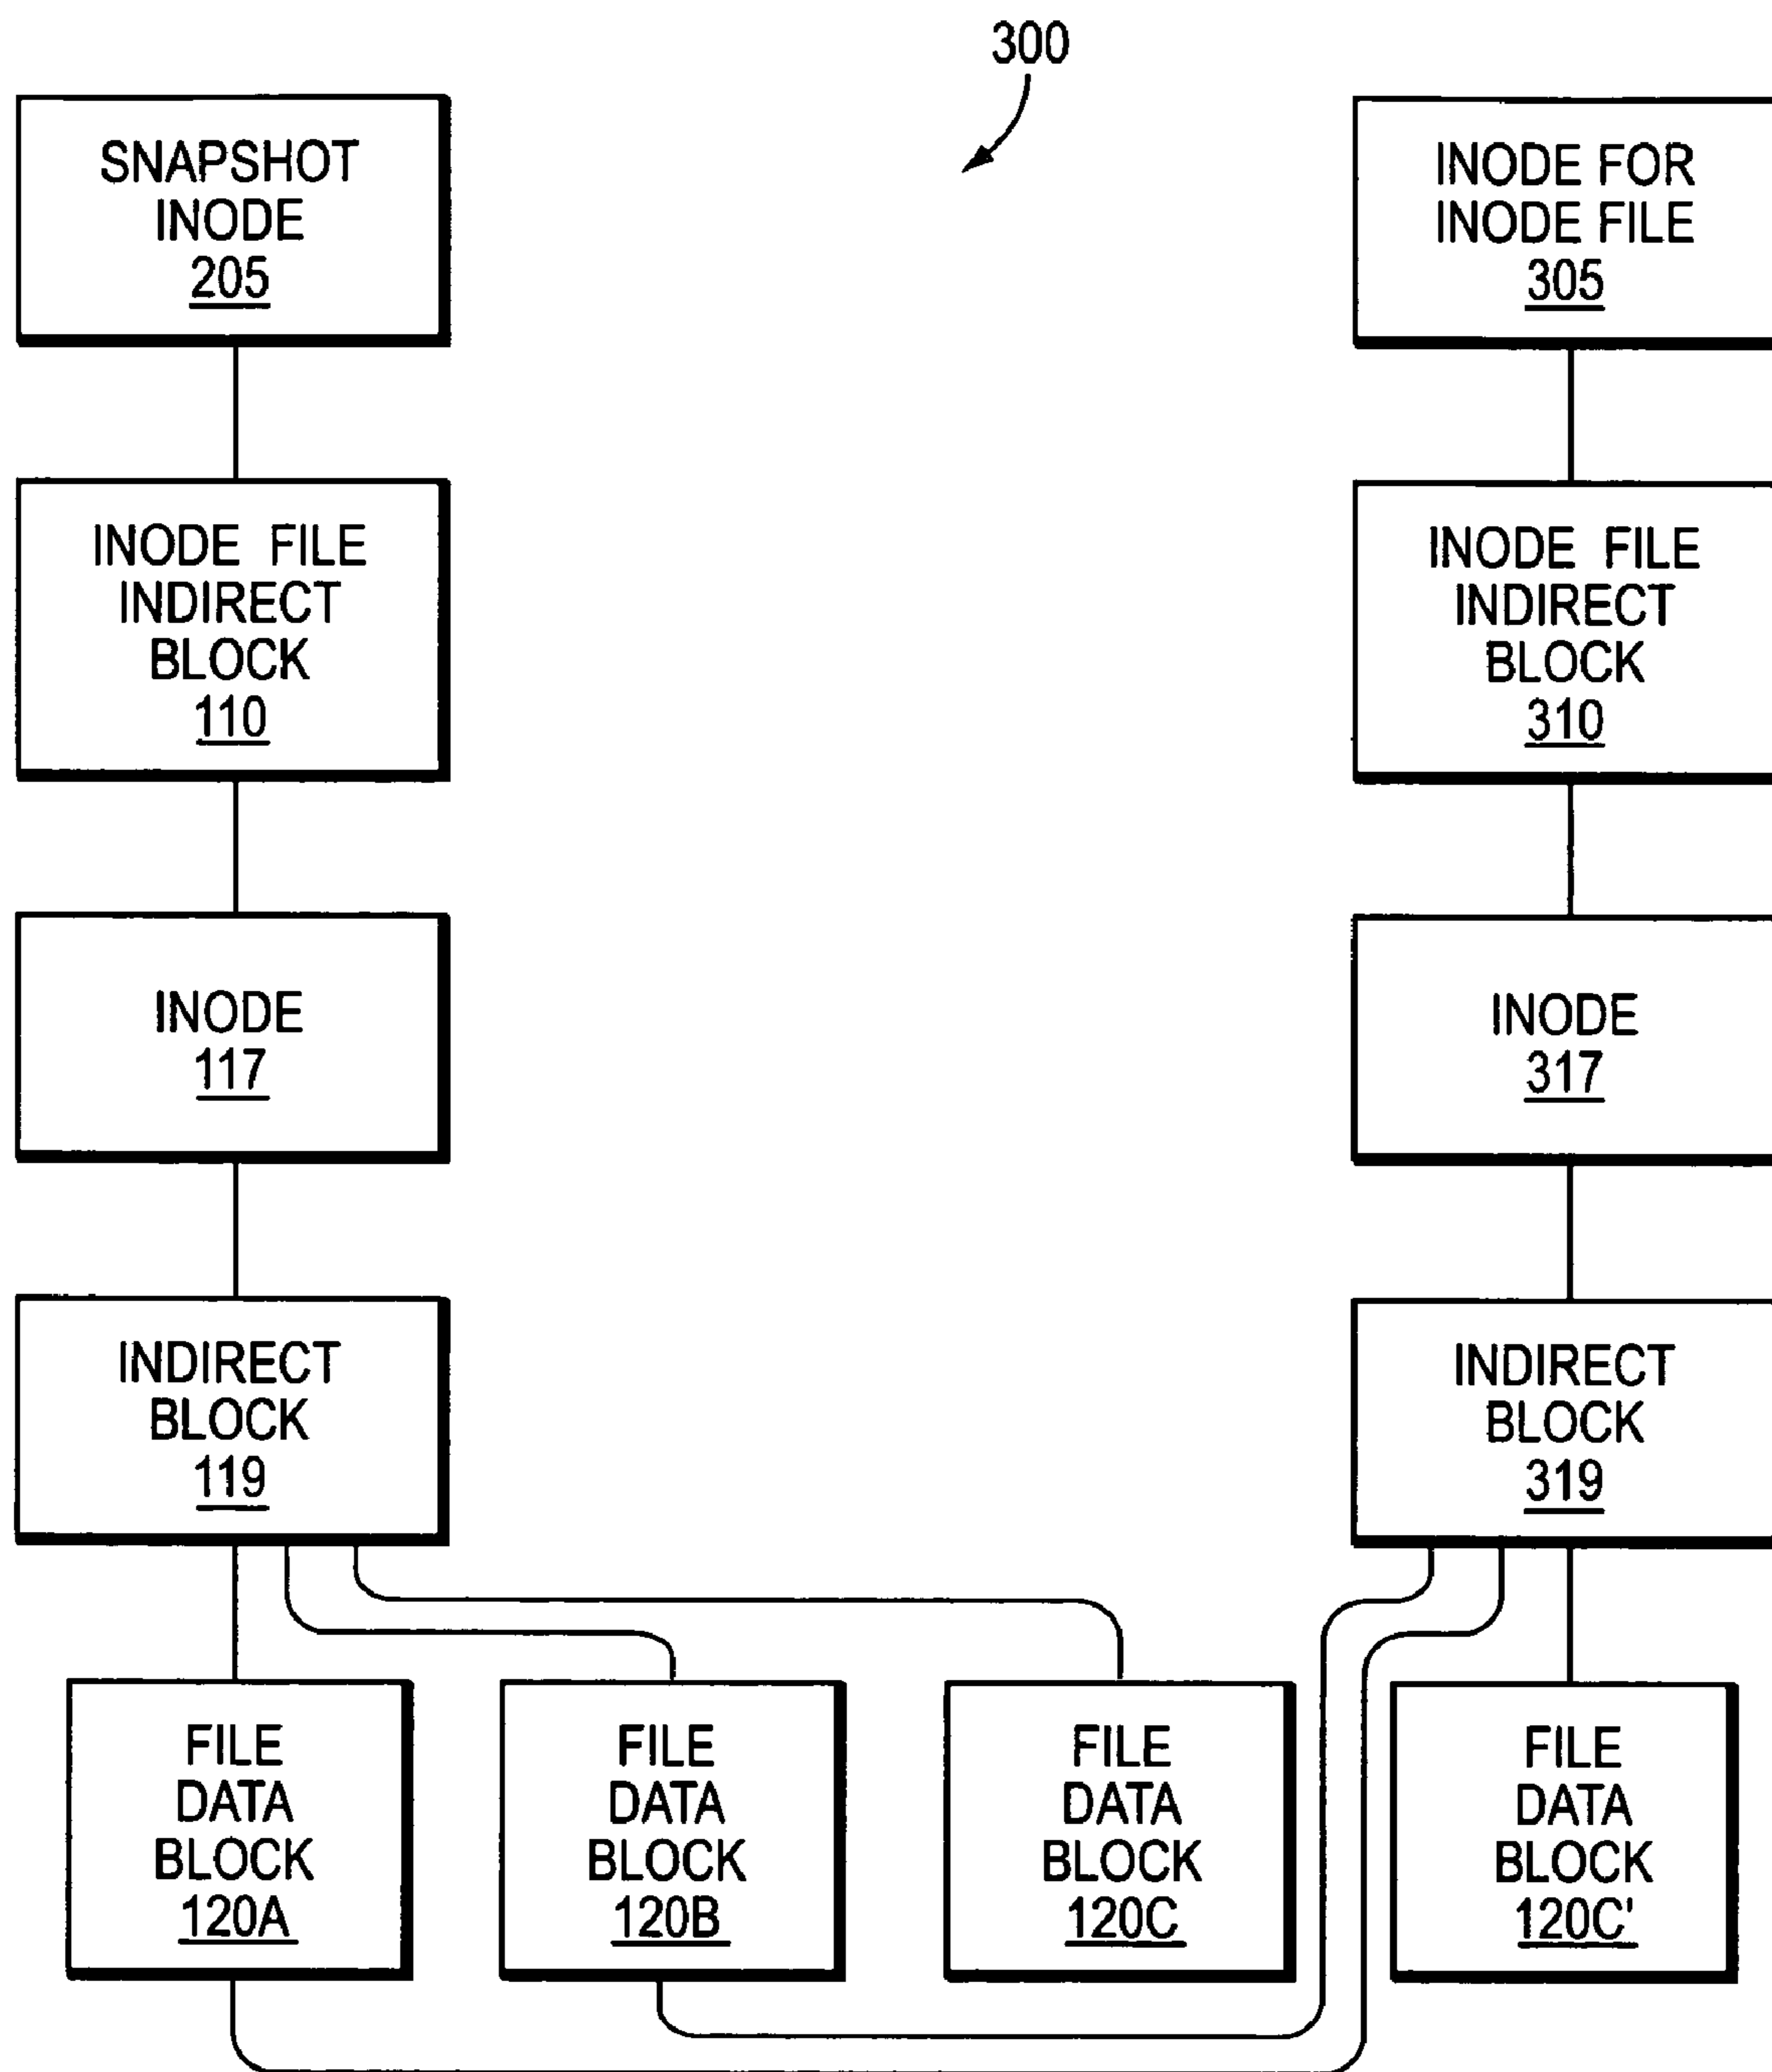 300
SNAPSHOT
INODE
205
INODE FOR
INODE FILE
305
INODE FILE
INDIRECT
BLOCK
110
INODE FILE
INDIRECT
BLOCK
310
INODE
117
INODE
317
INDIRECT
BLOCK
119
INDIRECT
BLOCK
319
FILE
DATA
BLOCK
120A
FILE
DATA
BLOCK
120B
FILE
DATA
BLOCK
120C
FILE
DATA
BLOCK
120C'